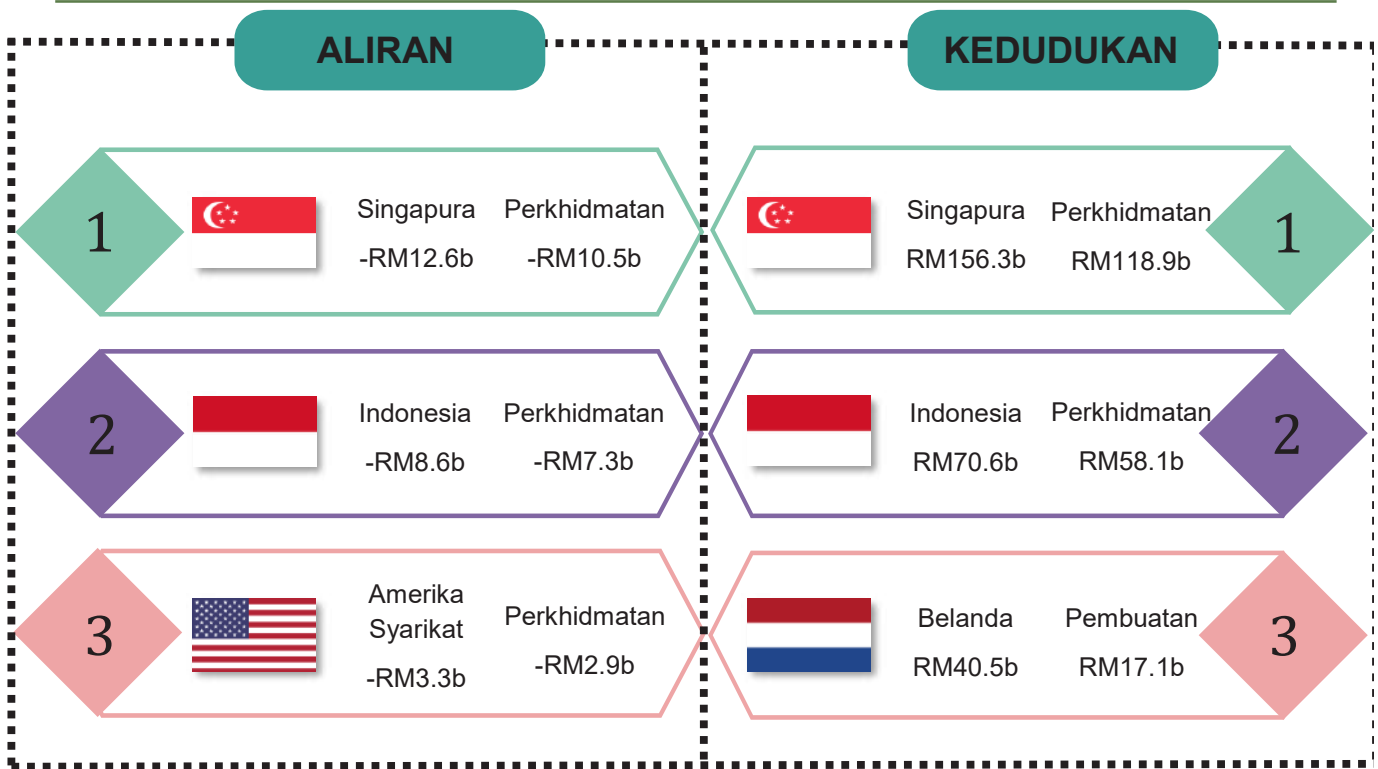 ALIRAN
1
Singapura
-RM12.6b
Perkhidmatan
-RM10.5b
2
Indonesia
-RM8.6b
Perkhidmatan
-RM7.3b
3
Amerika
Syarikat
-RM3.3b
Perkhidmatan
-RM2.9b
KEDUDUKAN
Singapura
RM156.3b
Perkhidmatan
RM118.9b
1
Indonesia
RM70.6b
Perkhidmatan
RM58.1b
2
Belanda
RM40.5b
Pembuatan
RM17.1b
3